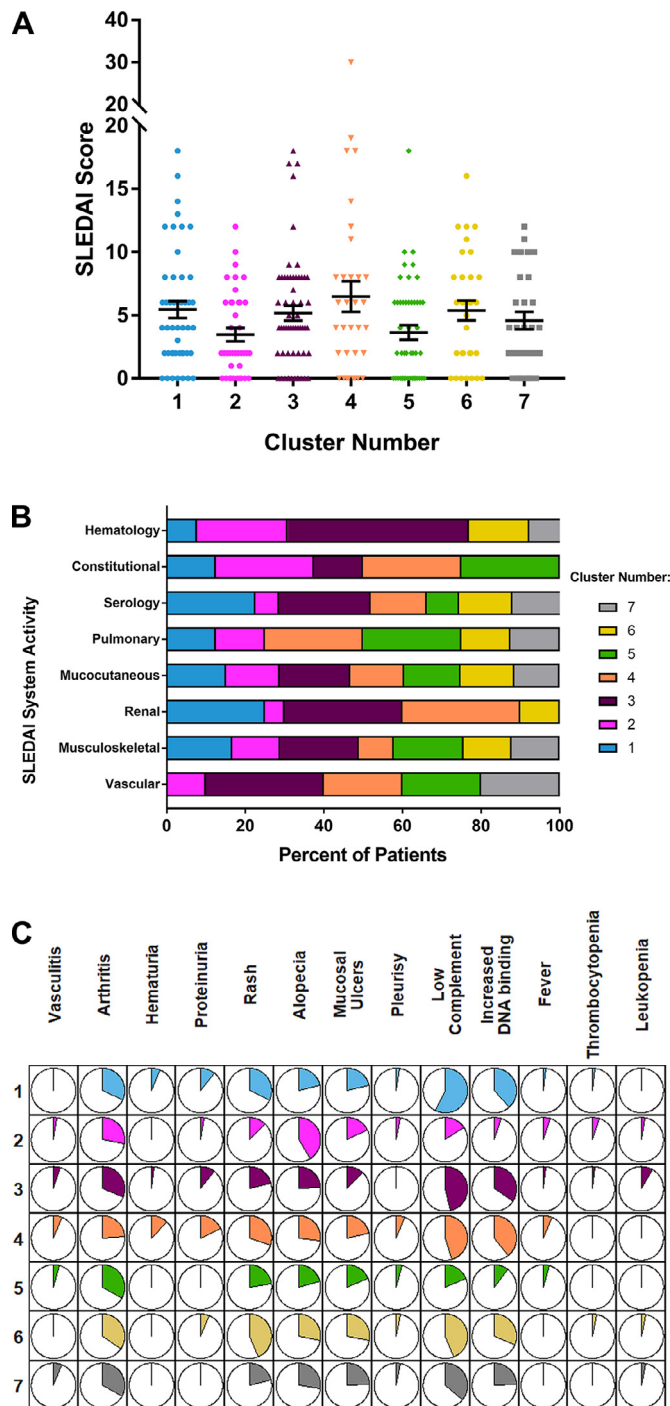 A
40
30
20
20
15
10
5
0
SLEDAI Score
1 2 3 4 5 6 7
Cluster Number
B
SLEDAI System Activity
Hematology
Constitutional
Serology
Pulmonary
Mucocutaneous
Renal
Musculoskeletal
Vascular
0 20 40 60 80 100
Percent of Patients
Cluster Number:
7
6
5
4
3
2
1
C
Vasculitis
Arthritis
Hematuria
Proteinuria
Rash
Alopecia
Mucosal
Ulcers
Pleurisy
Low
Complement
Increased
DNA binding
Fever
Thrombocytopenia
Leukopenia
1
2
3
4
5
6
7